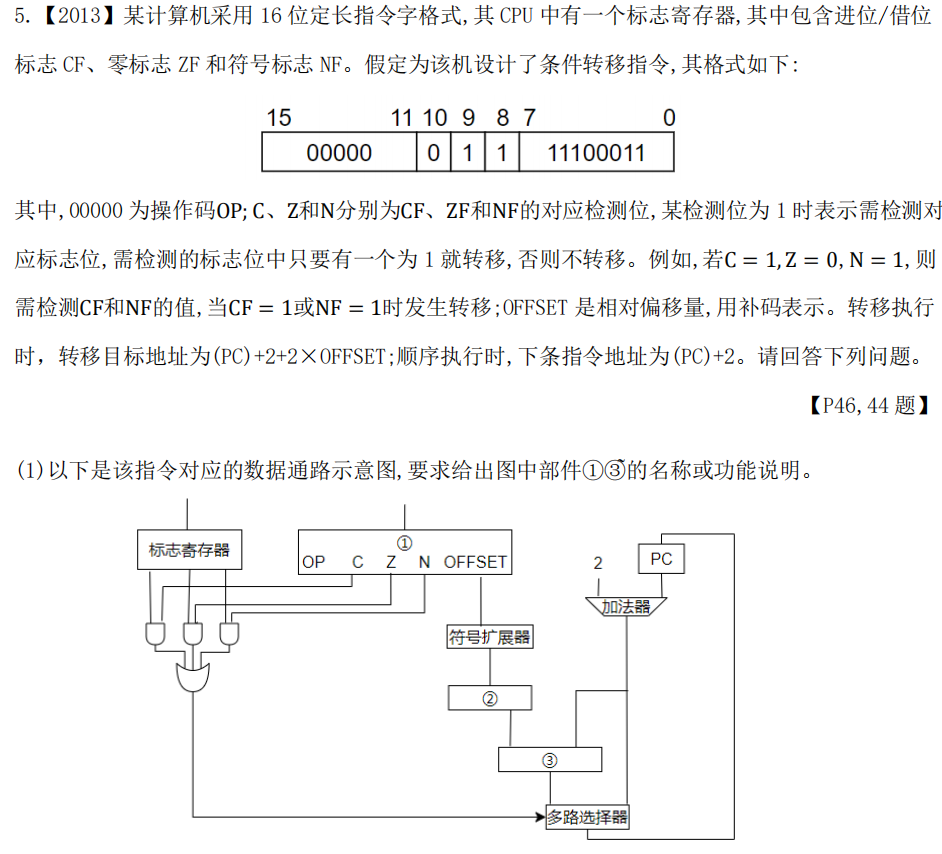 5.【2013】某计算机采用 16 位定长指令字格式,其 CPU 中有一个标志寄存器,其中包含进位/借位
标志 CF、零标志 ZF 和符号标志 NF。假定为该机设计了条件转移指令,其格式如下:
15 11 10 9 8 7 0
00000 0 1 1 11100011
其中,00000 为操作码OP; C、Z和N分别为CF、ZF和NF的对应检测位,某检测位为 1 时表示需检测对
应标志位,需检测的标志位中只要有一个为 1 就转移,否则不转移。例如,若C = 1, Z = 0, N = 1,则
需检测CF和NF的值,当CF = 1或NF = 1时发生转移;OFFSET 是相对偏移量,用补码表示。转移执行
时，转移目标地址为(PC)+2+2×OFFSET;顺序执行时,下条指令地址为(PC)+2。请回答下列问题。
【P46,44 题】
(1)以下是该指令对应的数据通路示意图,要求给出图中部件①~③的名称或功能说明。
标志寄存器
①
OP C Z N OFFSET
2
PC
加法器
符号扩展器
②
③
多路选择器